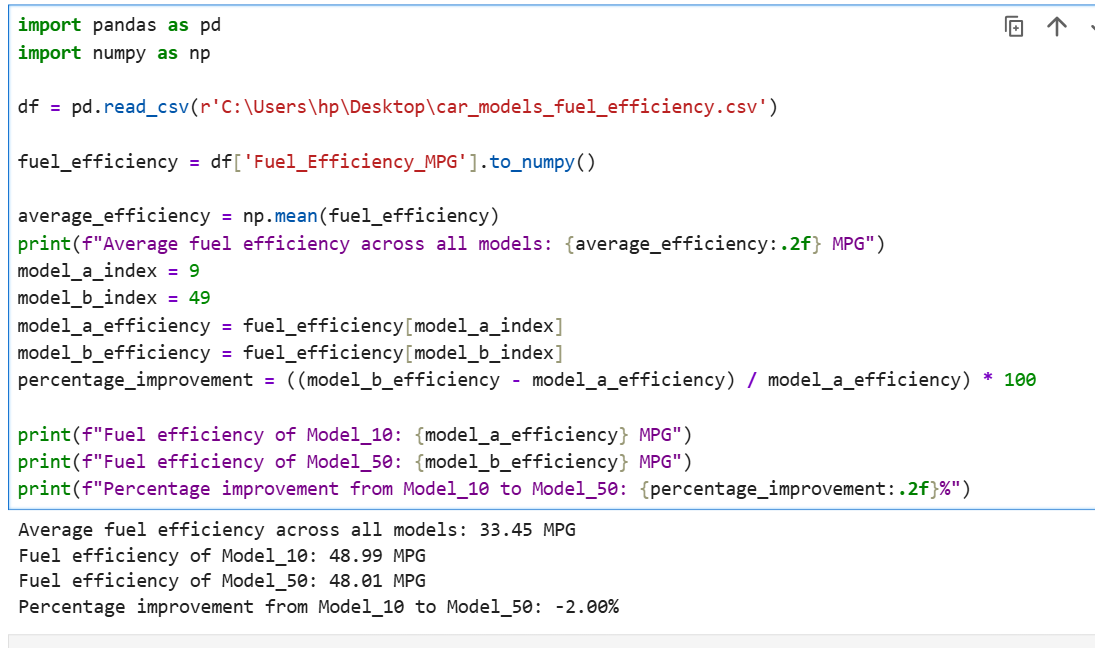 import pandas as pd
import numpy as np
df = pd.read_csv(r'C:\Users\hp\Desktop\car_models_fuel_efficiency.csv')
fuel_efficiency = df['Fuel_Efficiency_MPG'].to_numpy()
average_efficiency = np.mean(fuel_efficiency)
print(f"Average fuel efficiency across all models: {average_efficiency:.2f} MPG")
model_a_index = 9
model_b_index = 49
model_a_efficiency = fuel_efficiency[model_a_index]
model_b_efficiency = fuel_efficiency[model_b_index]
percentage_improvement = ((model_b_efficiency - model_a_efficiency) / model_a_efficiency) * 100
print(f"Fuel efficiency of Model_10: {model_a_efficiency} MPG")
print(f"Fuel efficiency of Model_50: {model_b_efficiency} MPG")
print(f"Percentage improvement from Model_10 to Model_50: {percentage_improvement:.2f}%")
Average fuel efficiency across all models: 33.45 MPG
Fuel efficiency of Model_10: 48.99 MPG
Fuel efficiency of Model_50: 48.01 MPG
Percentage improvement from Model_10 to Model_50: -2.00%